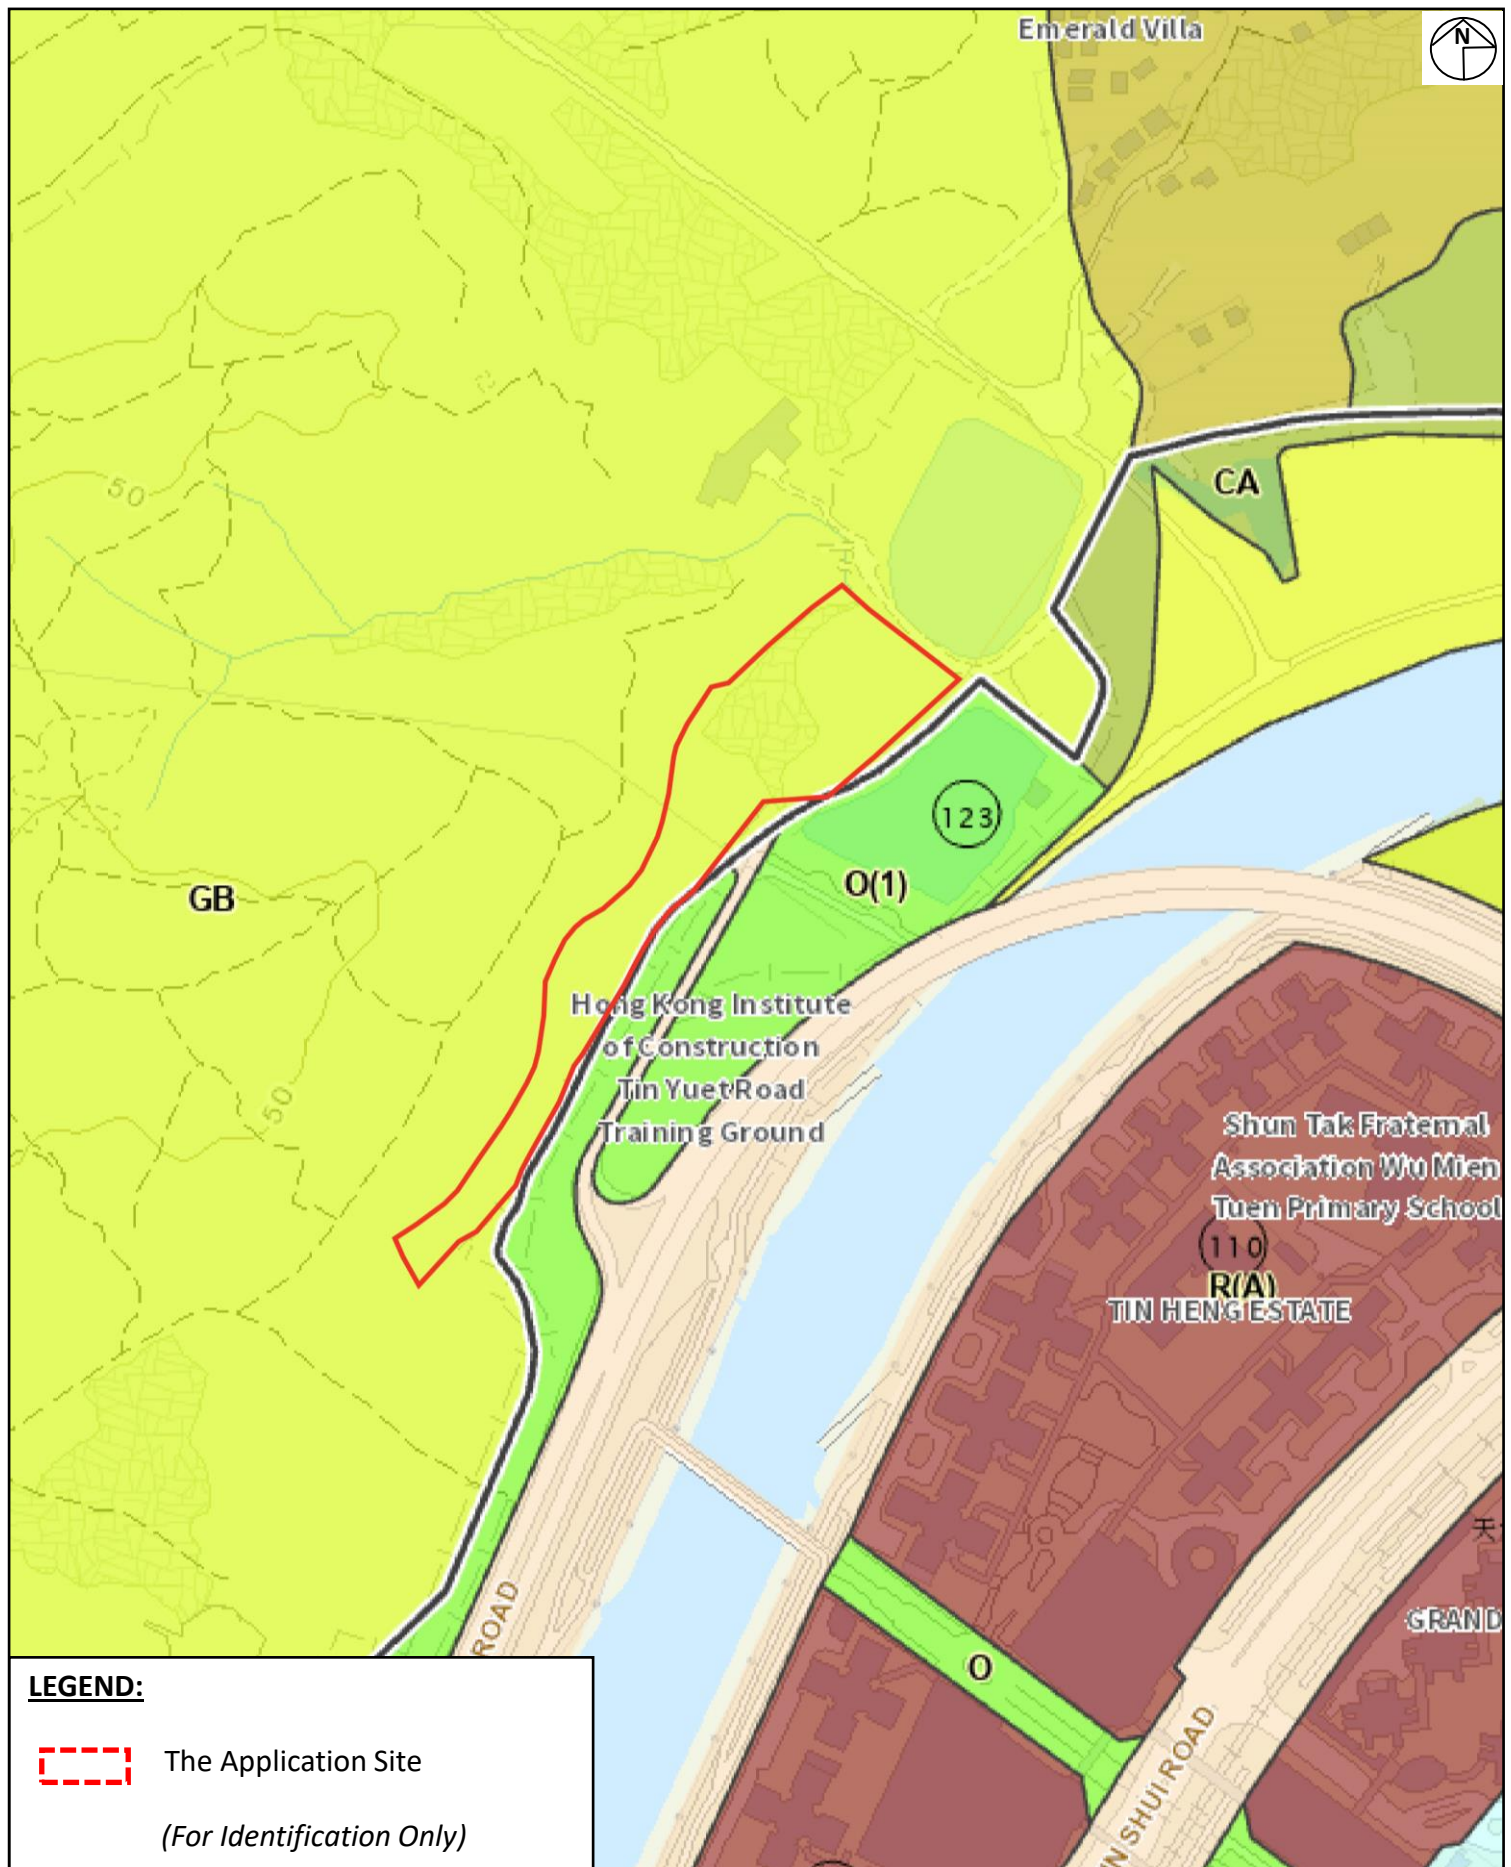 Emerald Villa
N
CA
50
123
O(1)
GB
Hong Kong Institute
of Construction
Tin Yuet Road
Training Ground
50
Shun Tak Fraternal
Association Wu Mien
Tuen Primary School
110
R(A)
TIN HENG ESTATE
天
GRAND
ROAD
O
N SHUI ROAD
LEGEND:
The Application Site
(For Identification Only)